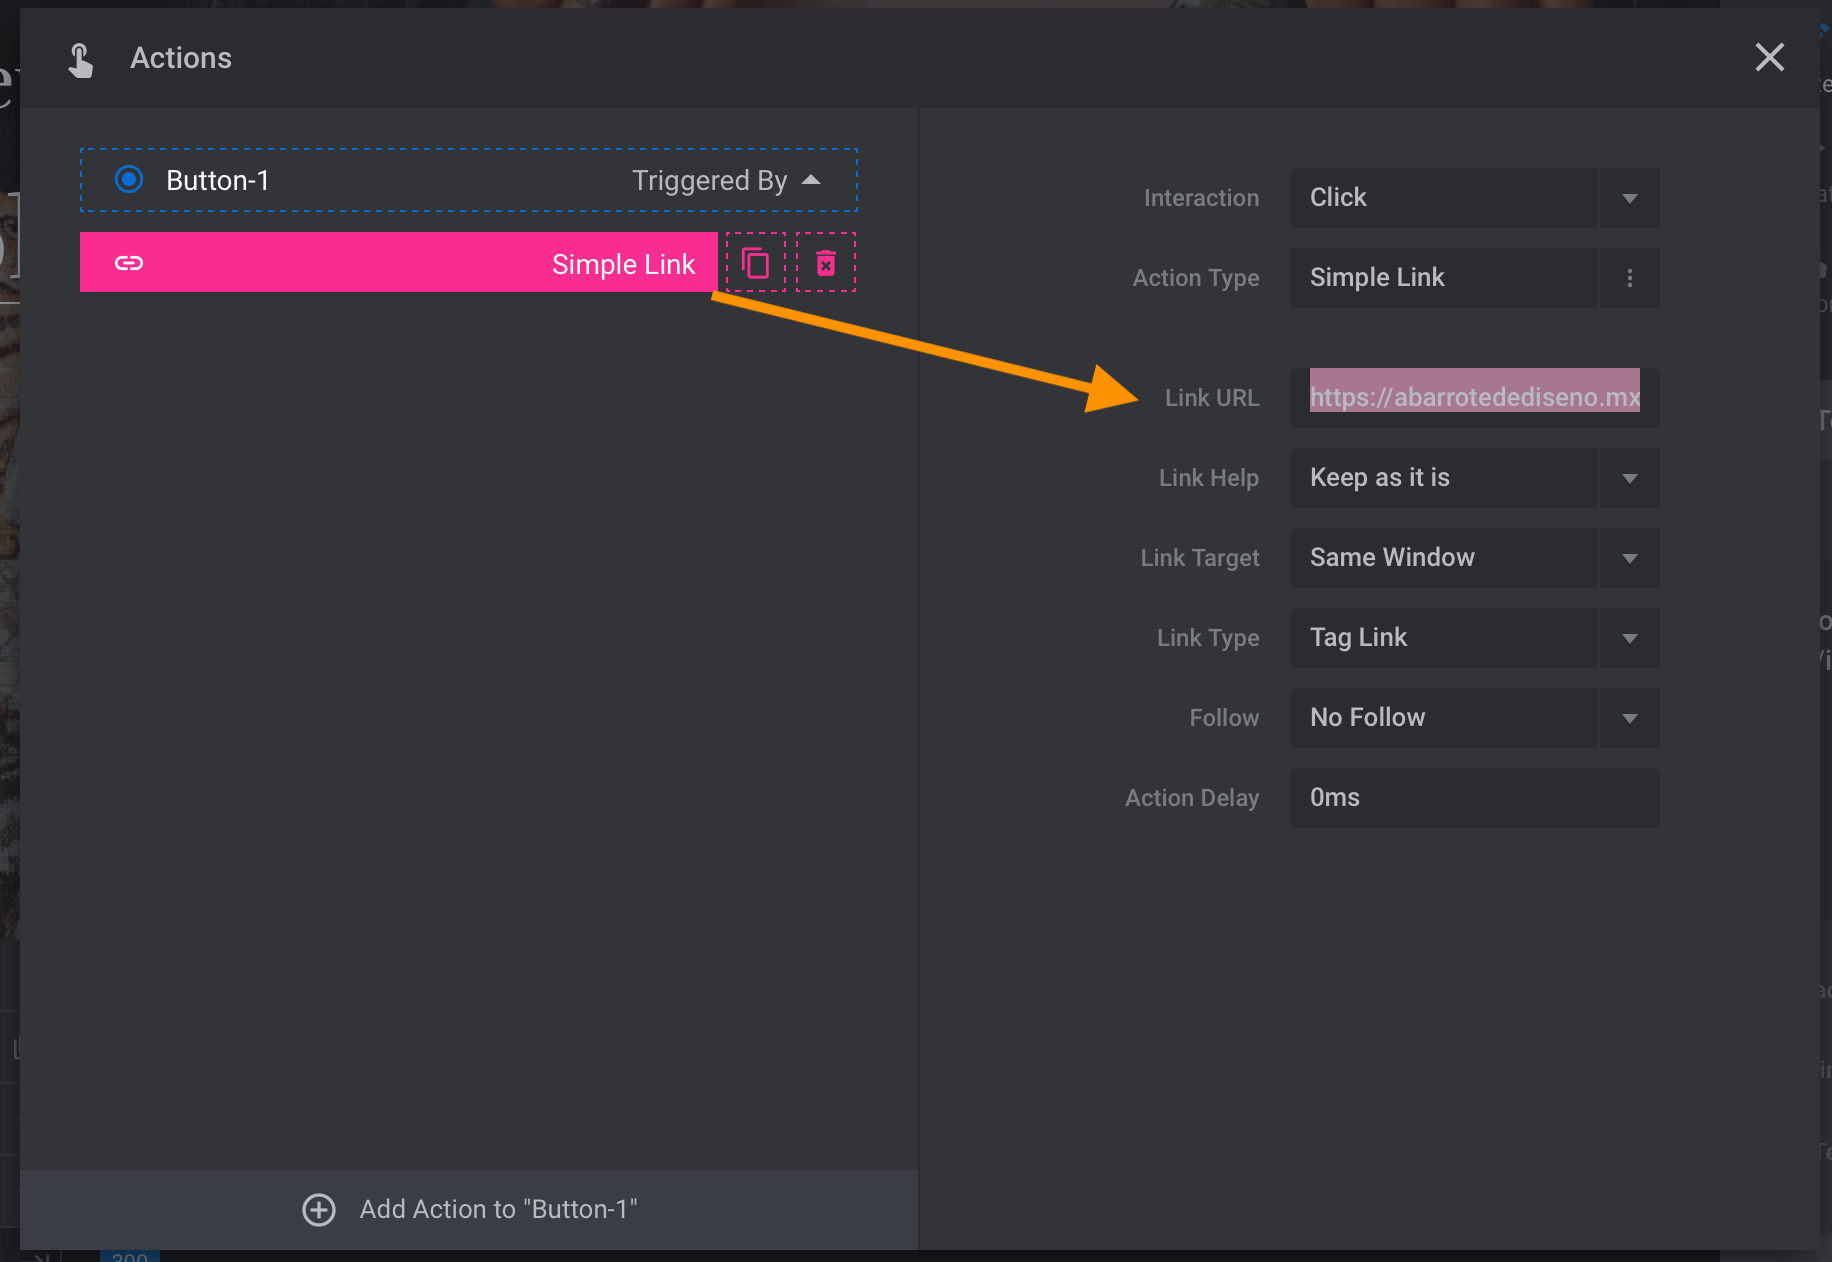 Actions
Button-1
Triggered By
Simple Link
Interaction
Click
Action Type
Simple Link
Link URL
https://abarrotedediseno.mx
Link Help
Keep as it is
Link Target
Same Window
Link Type
Tag Link
Follow
No Follow
Action Delay
0ms
Add Action to "Button-1"
300